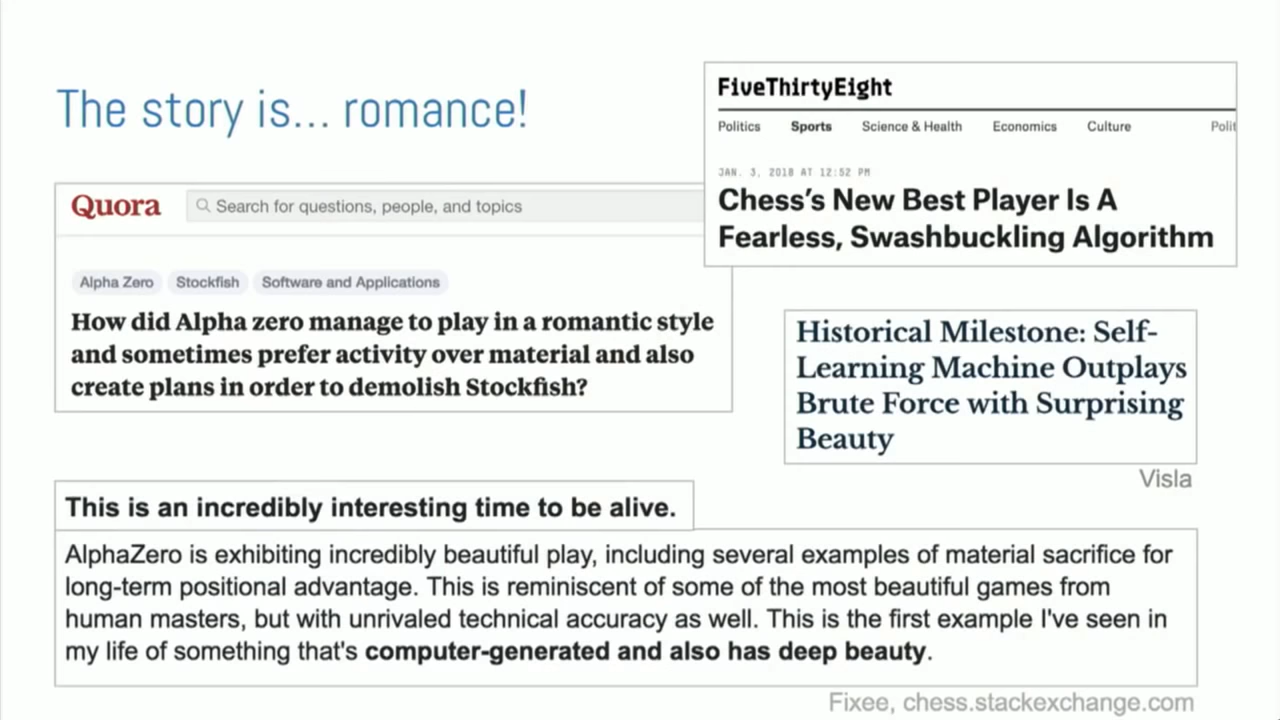 The story is... romance!
FiveThirtyEight
Politics Sports Science & Health Economics Culture Polit
JAN. 3, 2018 AT 12:52 PM
Chess's New Best Player Is A
Fearless, Swashbuckling Algorithm
Quora Search for questions, people, and topics
Alpha Zero Stockfish Software and Applications
How did Alpha zero manage to play in a romantic style
and sometimes prefer activity over material and also
create plans in order to demolish Stockfish?
Historical Milestone: Self-
Learning Machine Outplays
Brute Force with Surprising
Beauty
Visla
This is an incredibly interesting time to be alive.
AlphaZero is exhibiting incredibly beautiful play, including several examples of material sacrifice for
long-term positional advantage. This is reminiscent of some of the most beautiful games from
human masters, but with unrivaled technical accuracy as well. This is the first example I've seen in
my life of something that's computer-generated and also has deep beauty.
Fixee, chess.stackexchange.com